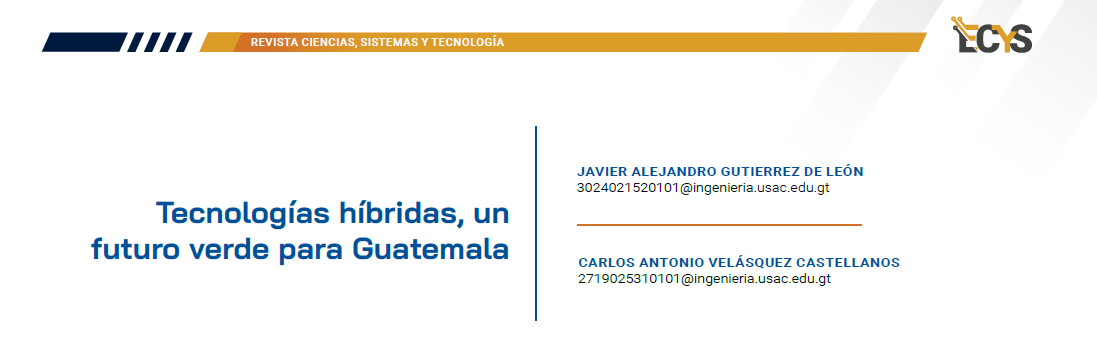 REVISTA CIENCIAS, SISTEMAS Y TECNOLOGÍA
ECYS
Tecnologías híbridas, un
futuro verde para Guatemala
JAVIER ALEJANDRO GUTIERREZ DE LEÓN
3024021520101@ingenieria.usac.edu.gt
CARLOS ANTONIO VELÁSQUEZ CASTELLANOS
2719025310101@ingenieria.usac.edu.gt